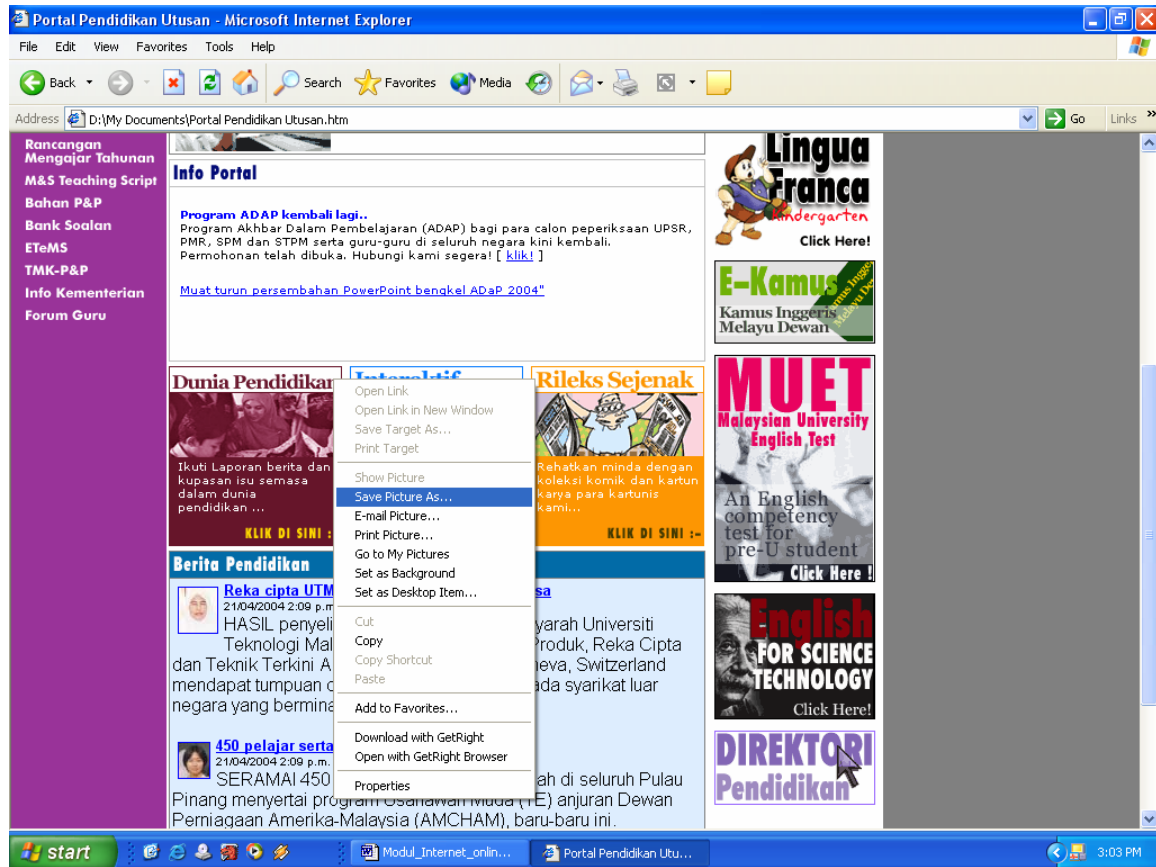 Portal Pendidikan Utusan - Microsoft Internet Explorer
File Edit View Favorites Tools Help
Back Search Favorites Media
Address D:\My Documents\Portal Pendidikan Utusan.htm Go Links »
Rancangan
Mengajar Tahunan
M&S Teaching Script
Bahan P&P
Bank Soalan
ETeMS
TMK-P&P
Info Kementerian
Forum Guru
Info Portal
Program ADAP kembali lagi..
Program Akhbar Dalam Pembelajaran (ADAP) bagi para calon peperiksaan UPSR,
PMR, SPM dan STPM serta guru-guru di seluruh negara kini kembali.
Permohonan telah dibuka. Hubungi kami segera! [ klik! ]
Muat turun persembahan PowerPoint bengkel ADaP 2004"
Dunia Pendidikan
Ikuti Laporan berita dan
kupasan isu semasa
dalam dunia
pendidikan ...
KLIK DI SINI :
Interaktif
Rileks Sejenak
Rehatkan minda dengan
koleksi komik dan kartun
karya para kartunis
kami...
KLIK DI SINI :-
Open Link
Open Link in New Window
Save Target As...
Print Target
Show Picture
Save Picture As...
E-mail Picture...
Print Picture...
Go to My Pictures
Set as Background
Set as Desktop Item...
Cut
Copy
Copy Shortcut
Paste
Add to Favorites...
Download with GetRight
Open with GetRight Browser
Properties
Berita Pendidikan
Reka cipta UTM sa
21/04/2004 2:09 p.m
HASIL penyeli yarah Universiti
Teknologi Mal Produk, Reka Cipta
dan Teknik Terkini A eva, Switzerland
mendapat tumpuan ada syarikat luar
negara yang bermina
450 pelajar serta
21/04/2004 2:09 p.m.
SERAMAI 450 ah di seluruh Pulau
Pinang menyertai program Usahawan Muda (YE) anjuran Dewan
Perniagaan Amerika-Malaysia (AMCHAM), baru-baru ini.
Lingua
Franca
Kindergarten
Click Here!
E-Kamus
Kamus Inggeris
Melayu Dewan
MUET
Malaysian University
English Test
An English
competency
test for
pre-U student
Click Here !
English
FOR SCIENCE
TECHNOLOGY
Click Here!
DIREKTORI
Pendidikan
start Modul_Internet_onlin... Portal Pendidikan Utu... 3:03 PM